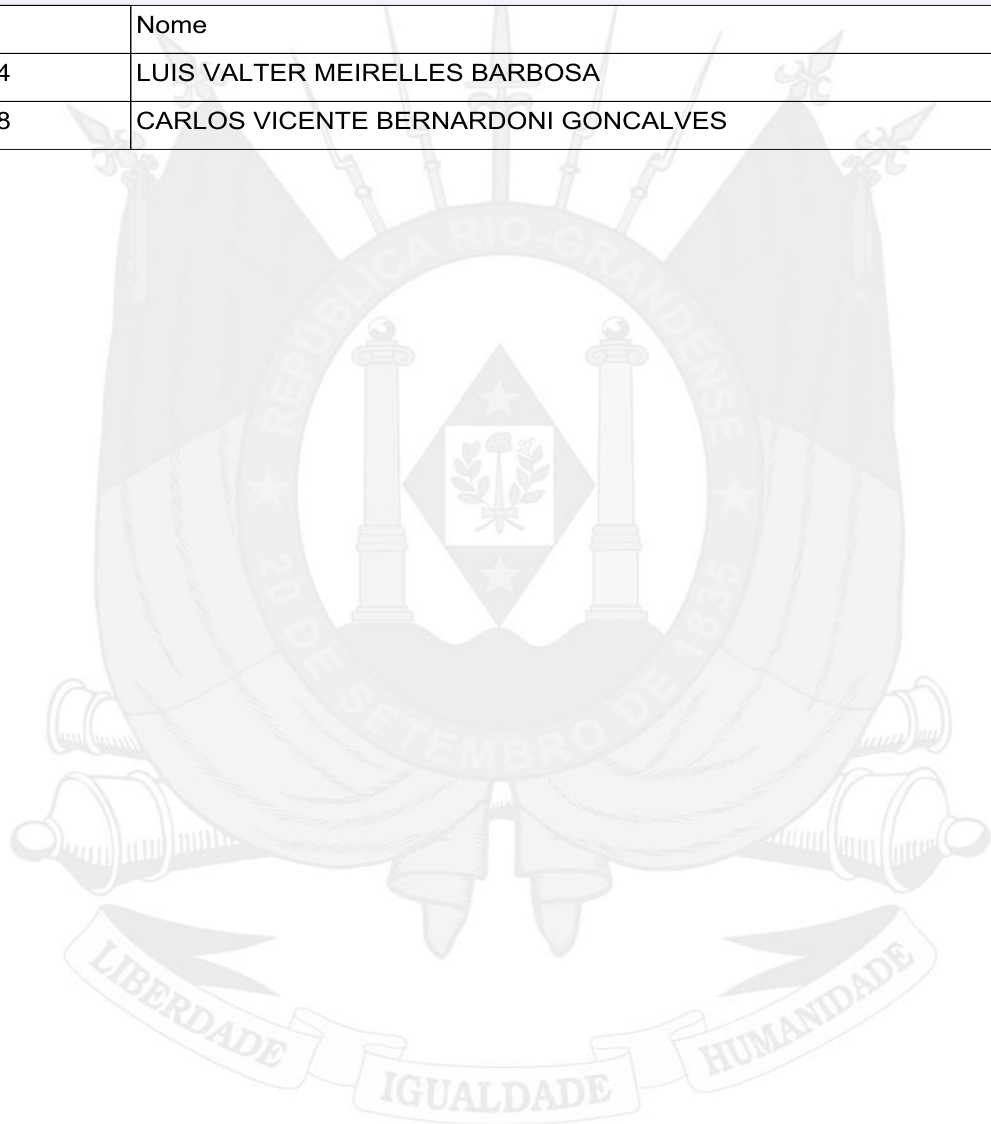 Nome
4 LUIS VALTER MEIRELLES BARBOSA
8 CARLOS VICENTE BERNARDONI GONCALVES
REPÚBLICA RIO-GRANDENSE
20 DE SETEMBRO DE 1835
LIBERDADE
IGUALDADE
HUMANIDADE